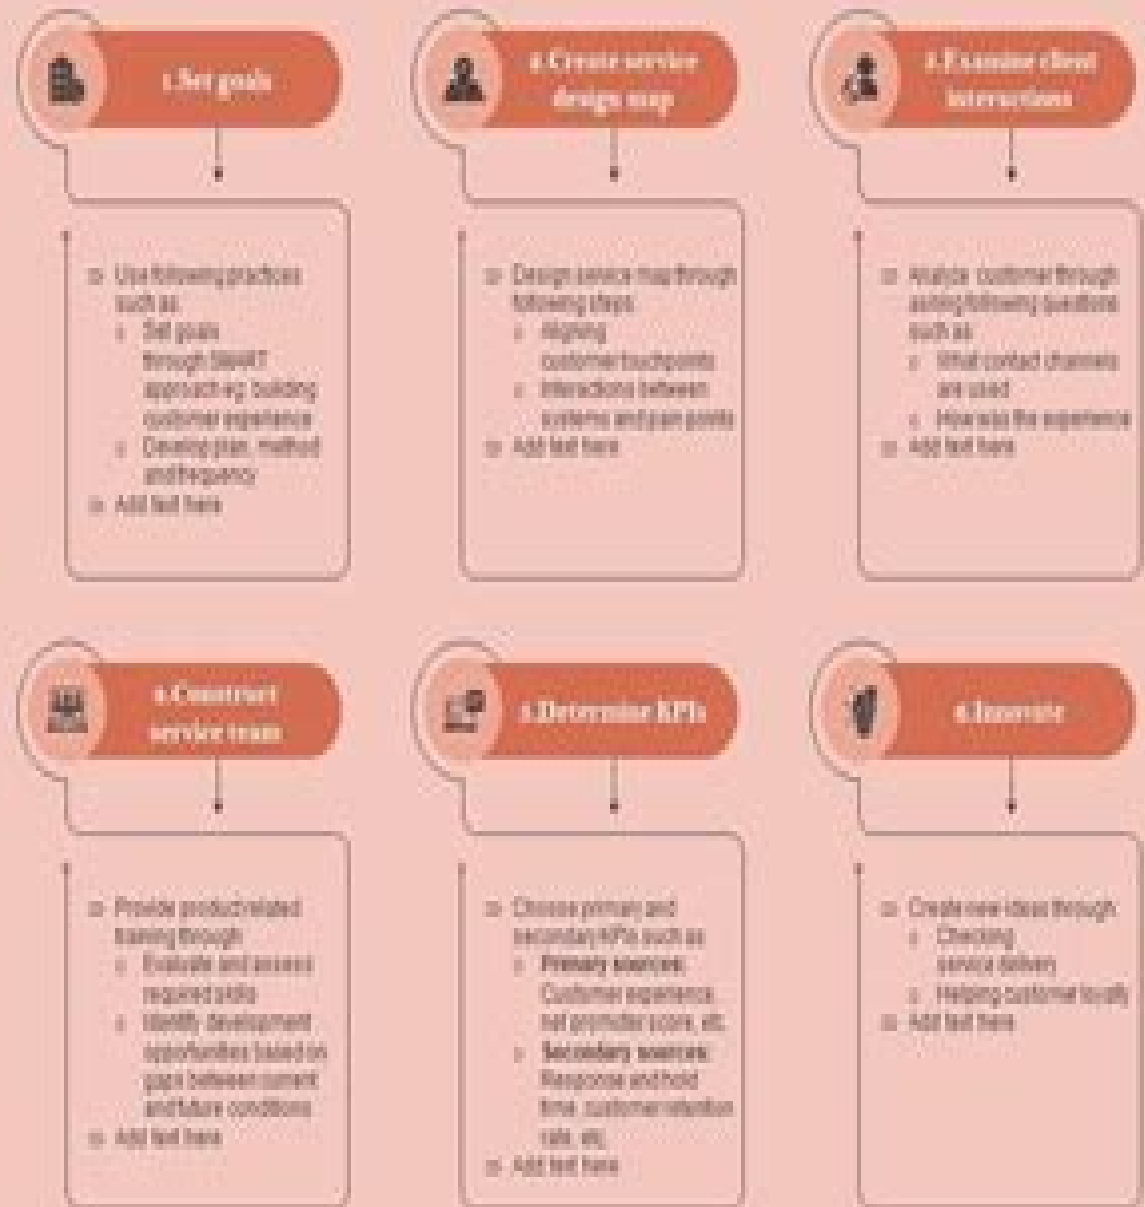 1.Set goals
Use following practices
such as
Set goals
through SMART
approach eg. building
customer experience
Develop plan, method
and frequency
Add text here
2.Create service
design map
Design service map through
following steps
Aligning
customer touchpoints
Interactions between
systems and pain points
Add text here
3.Examine client
interactions
Analyze customer through
asking following questions
such as
What contact channels
are used
How was the experience
Add text here
4.Construct
service team
Provide product related
training through
Evaluate and assess
required skills
Identify development
opportunities based on
gaps between current
and future conditions
Add text here
5.Determine KPIs
Choose primary and
secondary KPIs such as
Primary sources:
Customer experience,
net promoter score, etc.
Secondary sources:
Response and hold
time, customer retention
rate, etc.
Add text here
6.Innovate
Create new ideas through
Checking
service delivery
Helping customer loyalty
Add text here